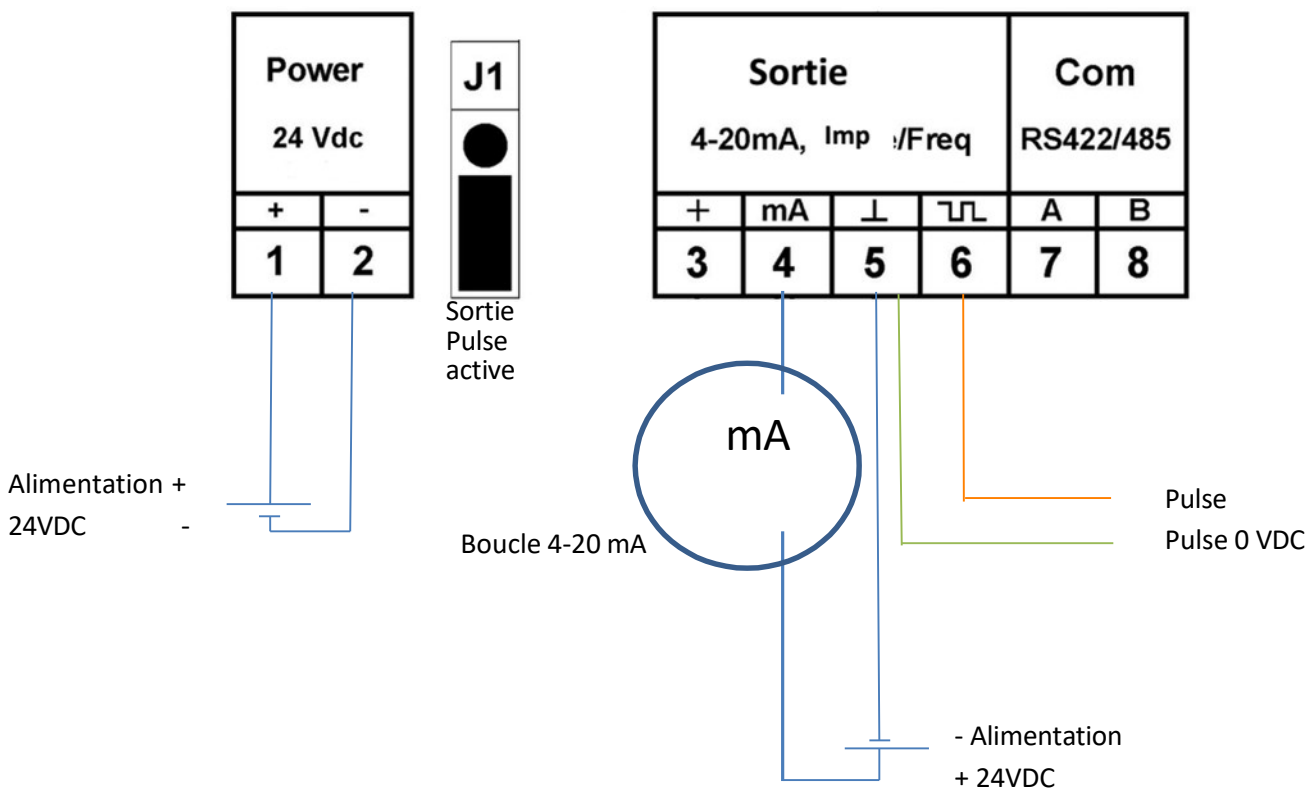 Power
24 Vdc
+ -
1 2
J1
Sortie
Pulse
active
Sortie
4-20mA, Imp e/Freq
Com
RS422/485
+ mA ⊥ A B
3 4 5 6 7 8
mA
Alimentation +
24VDC -
Boucle 4-20 mA
Pulse
Pulse 0 VDC
- Alimentation
+ 24VDC